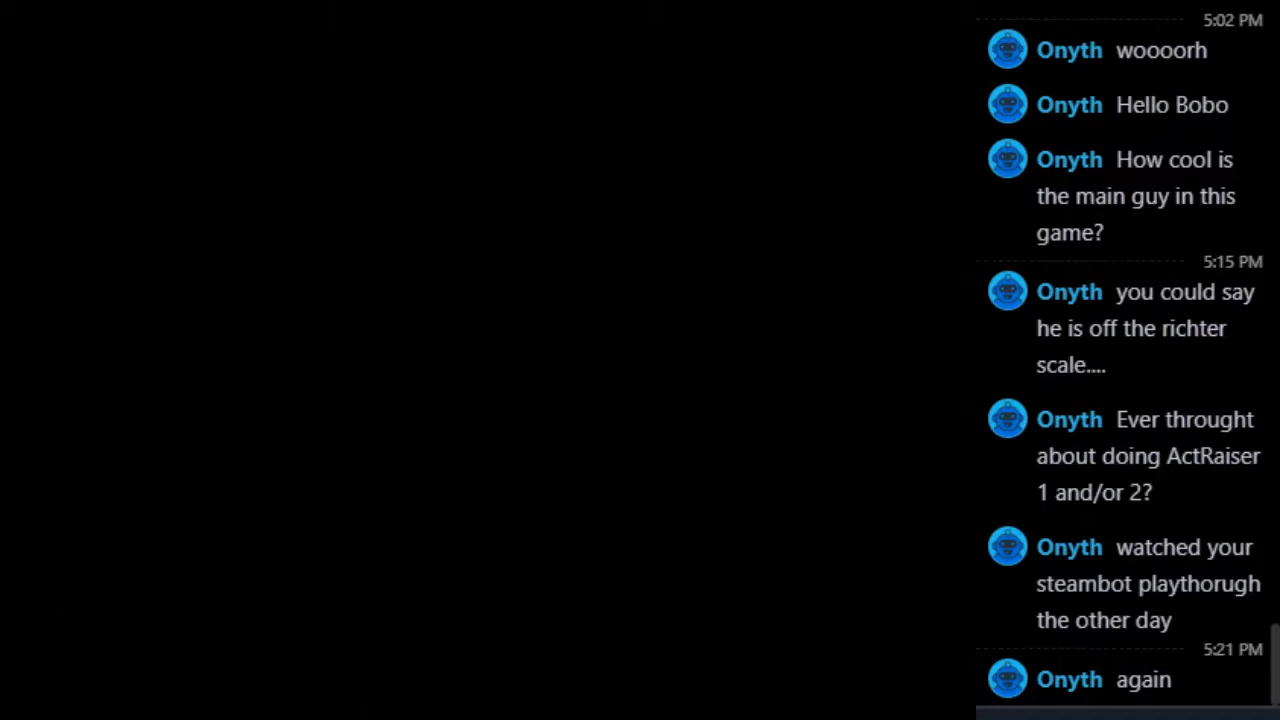 5:02 PM
Onyth woooorh
Onyth Hello Bobo
Onyth How cool is
the main guy in this
game?
5:15 PM
Onyth you could say
he is off the richter
scale....
Onyth Ever throught
about doing ActRaiser
1 and/or 2?
Onyth watched your
steambot playthorugh
the other day
5:21 PM
Onyth again